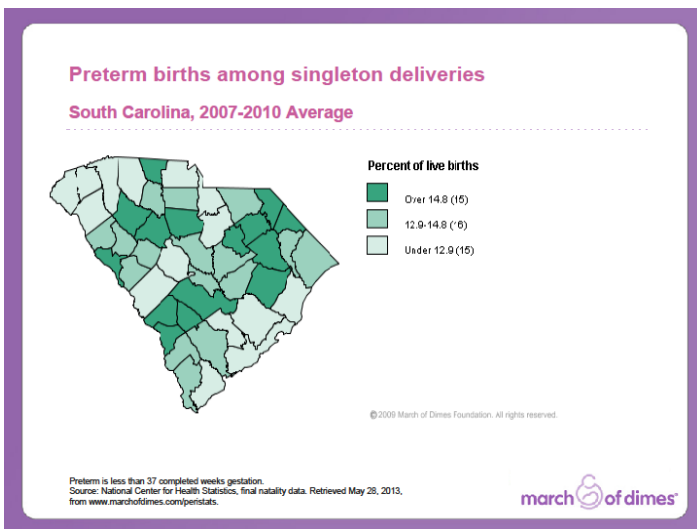 Preterm births among singleton deliveries
South Carolina, 2007-2010 Average
Percent of live births
Over 14.8 (15)
12.9-14.8 (16)
Under 12.9 (15)
©2009 March of Dimes Foundation. All rights reserved.
Preterm is less than 37 completed weeks gestation.
Source: National Center for Health Statistics, final natality data. Retrieved May 28, 2013,
from www.marchofdimes.com/peristats.
march of dimes®